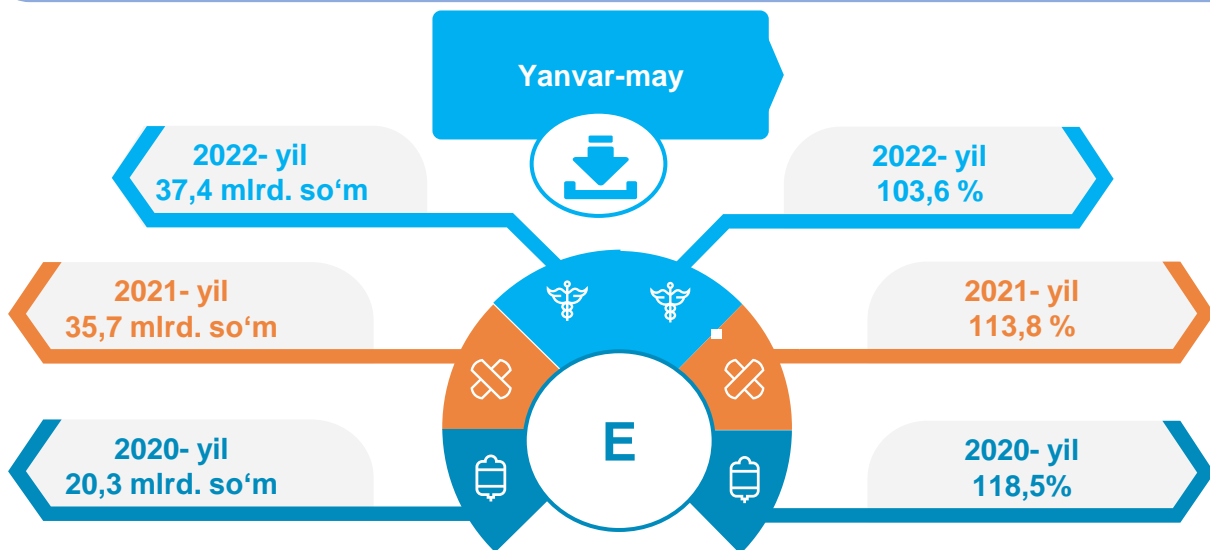 Yanvar-may
2022- yil
37,4 mlrd. so‘m
2022- yil
103,6 %
2021- yil
35,7 mlrd. so‘m
2021- yil
113,8 %
E
2020- yil
20,3 mlrd. so‘m
2020- yil
118,5%